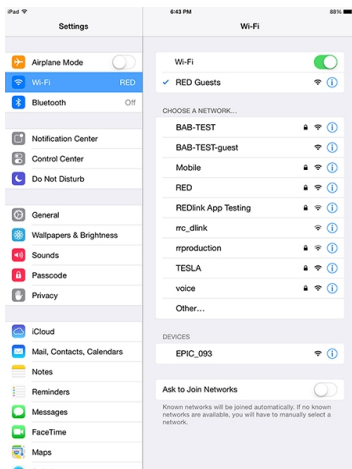 iPad
6:43 PM
88%
Settings
Wi-Fi
Airplane Mode
Wi-Fi
RED
Bluetooth
Off
Notification Center
Control Center
Do Not Disturb
General
Wallpapers & Brightness
Sounds
Passcode
Privacy
iCloud
Mail, Contacts, Calendars
Notes
Reminders
Messages
FaceTime
Maps
Wi-Fi
RED Guests
CHOOSE A NETWORK...
BAB-TEST
BAB-TEST-guest
Mobile
RED
REDlink App Testing
rrc_dlink
rrproduction
TESLA
voice
Other...
DEVICES
EPIC_093
Ask to Join Networks
Known networks will be joined automatically. If no known
networks are available, you will have to manually select a
network.